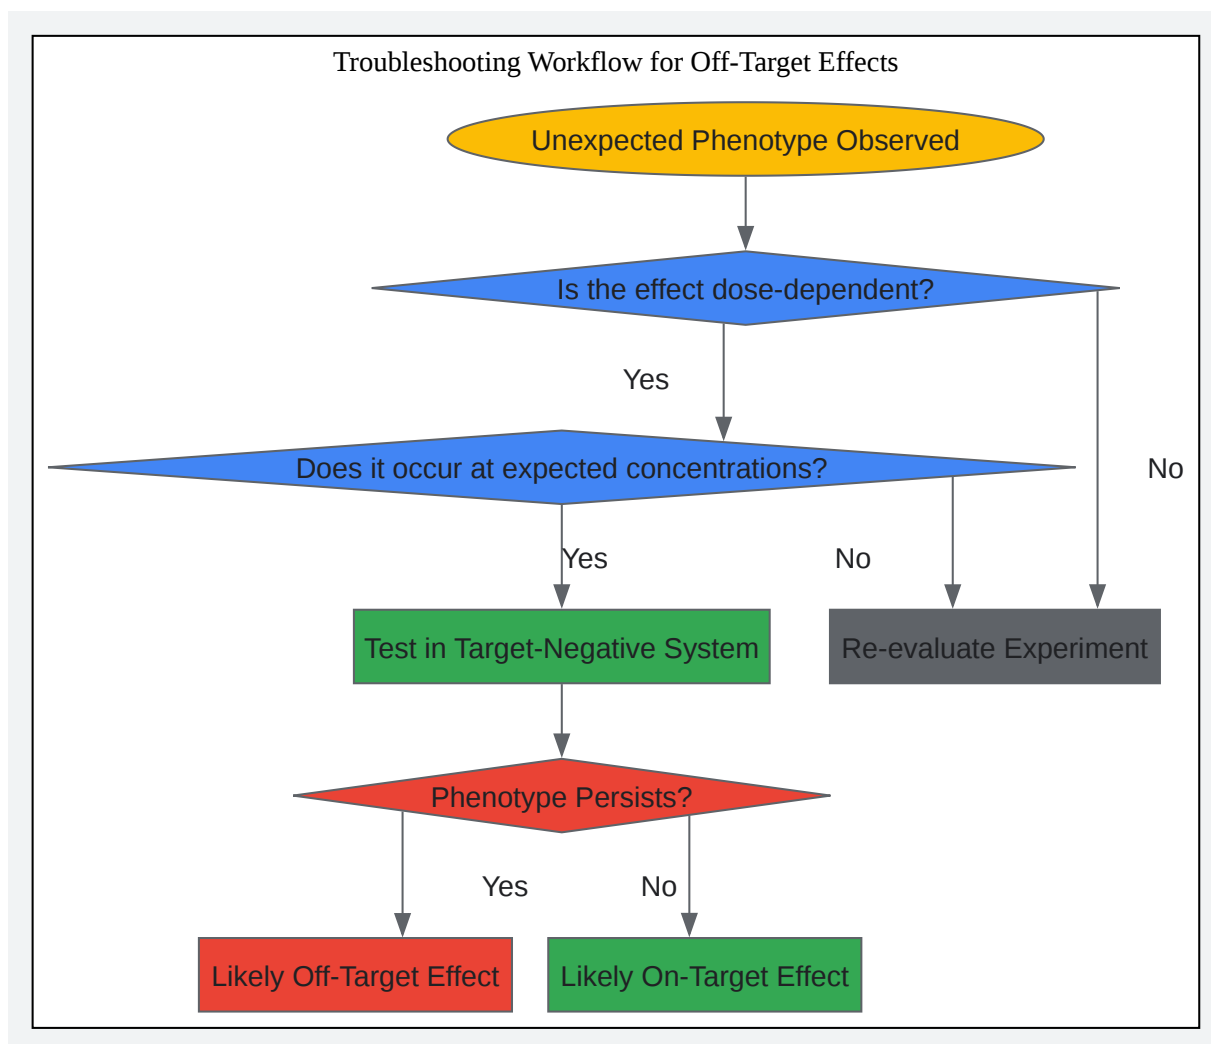 Troubleshooting Workflow for Off-Target Effects
Unexpected Phenotype Observed
Is the effect dose-dependent?
Yes
Does it occur at expected concentrations?
No
Yes
No
Test in Target-Negative System
Re-evaluate Experiment
Phenotype Persists?
Yes
No
Likely Off-Target Effect
Likely On-Target Effect